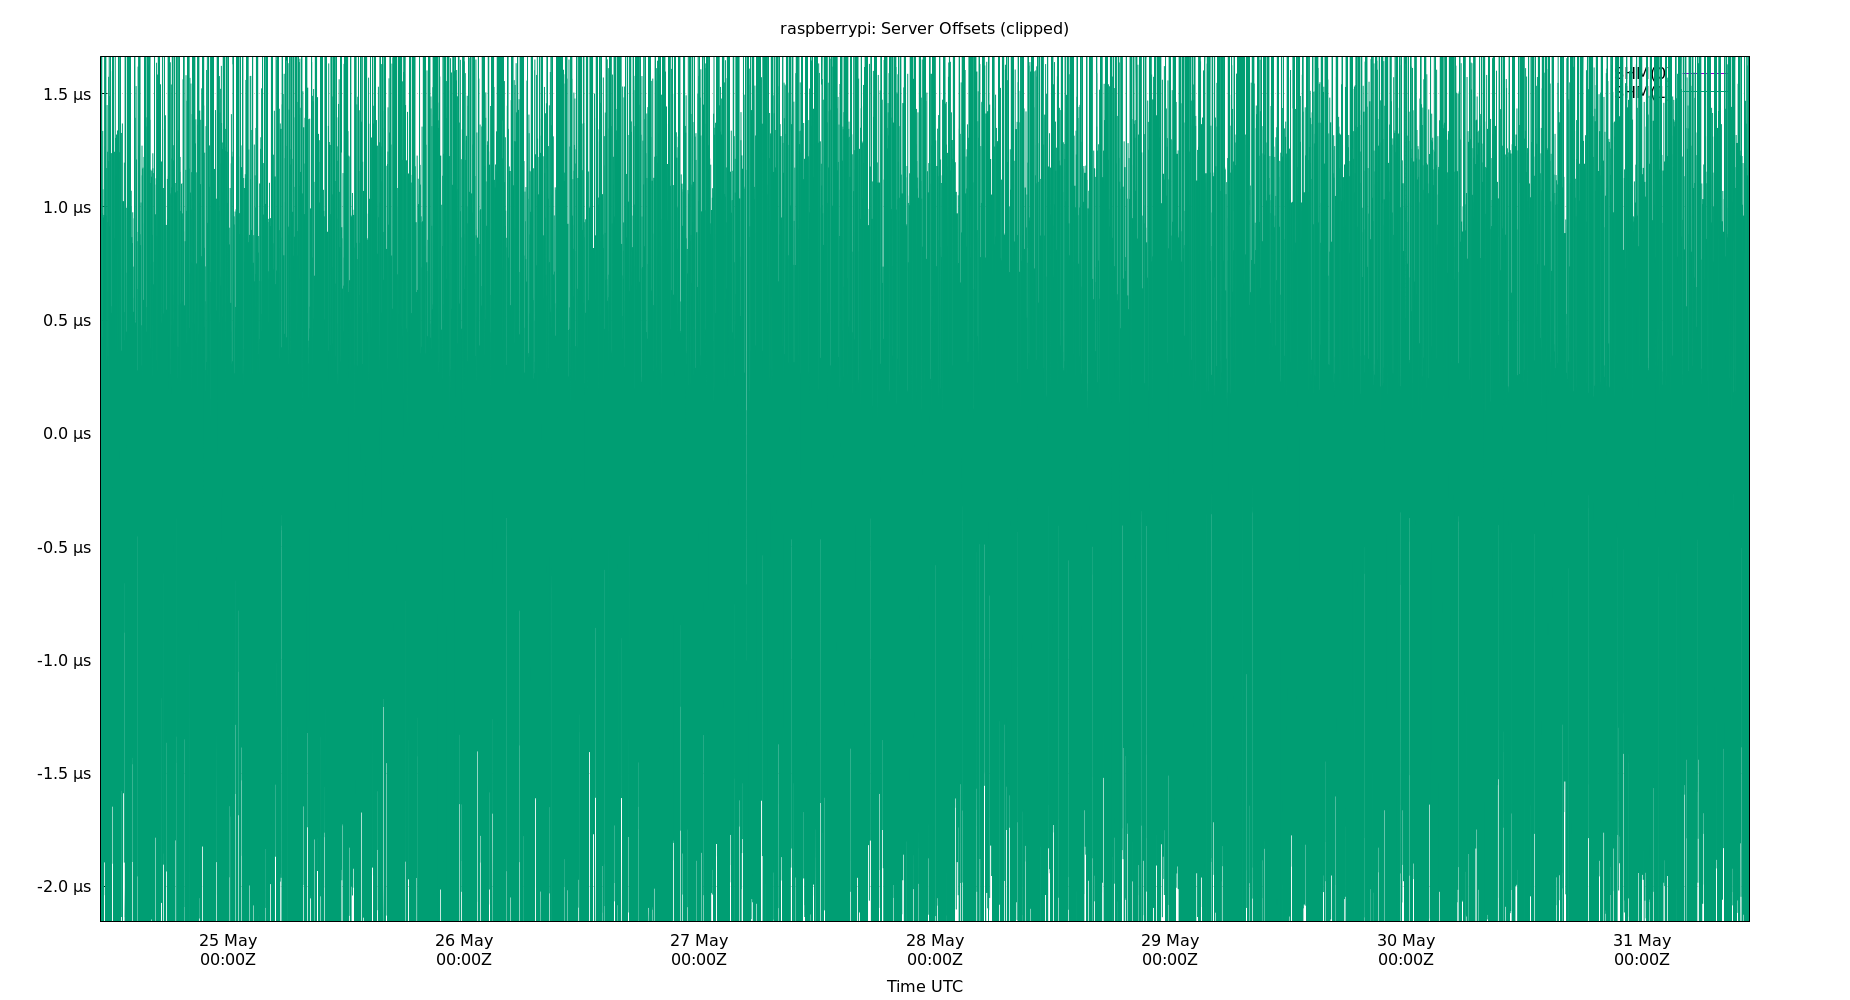 raspberrypi: Server Offsets (clipped)
1.5 µs
1.0 µs
0.5 µs
0.0 µs
-0.5 µs
-1.0 µs
-1.5 µs
-2.0 µs
25 May
00:00Z
26 May
00:00Z
27 May
00:00Z
28 May
00:00Z
29 May
00:00Z
30 May
00:00Z
31 May
00:00Z
Time UTC